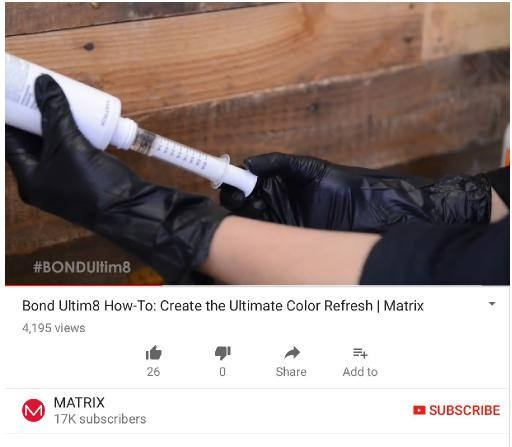 #BONDUltim8
Bond Ultim8 How-To: Create the Ultimate Color Refresh | Matrix
4,195 views
26
0
Share
Add to
MATRIX
17K subscribers
SUBSCRIBE